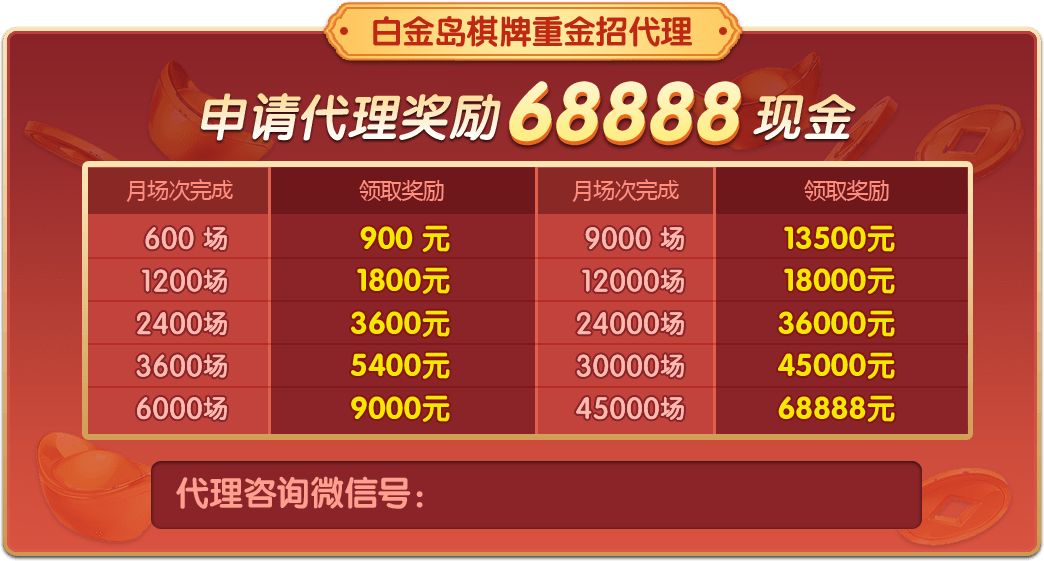 白金岛棋牌重金招代理
申请代理奖励68888现金
月场次完成 领取奖励 月场次完成 领取奖励
600 场 900 元 9000 场 13500元
1200场 1800元 12000场 18000元
2400场 3600元 24000场 36000元
3600场 5400元 30000场 45000元
6000场 9000元 45000场 68888元
代理咨询微信号：